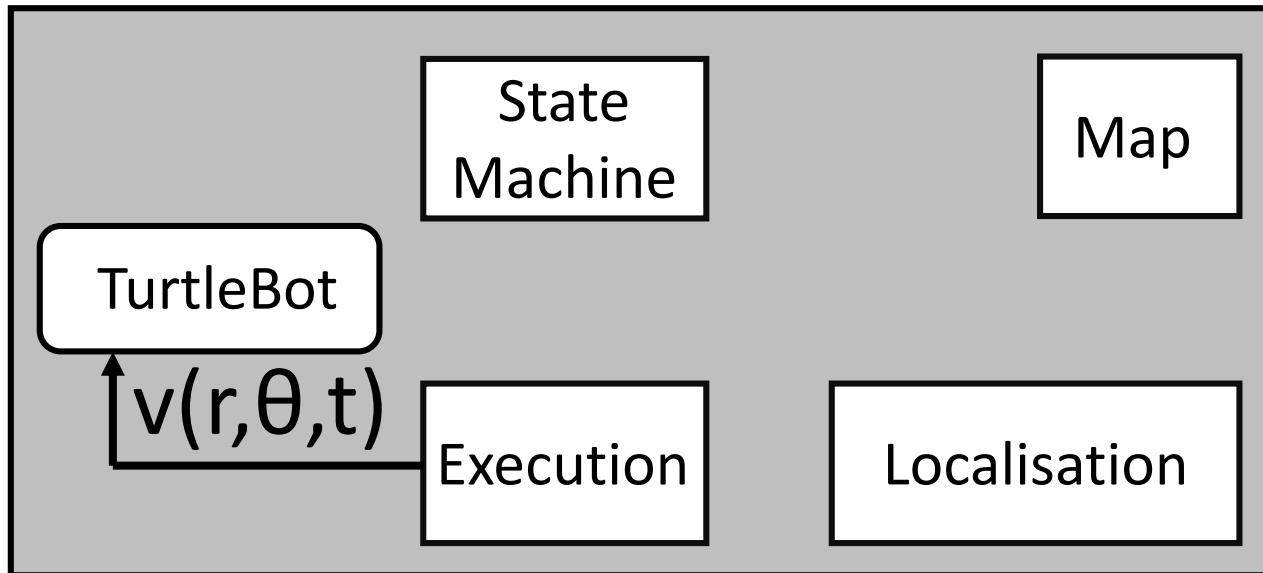 State
Machine
Map
TurtleBot
v(r,θ,t)
Execution
Localisation